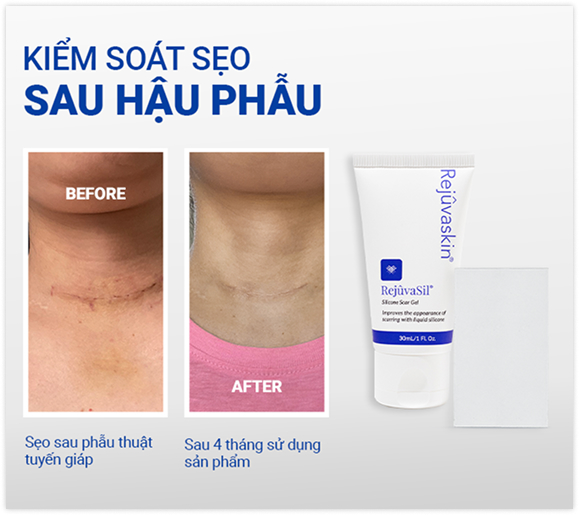 KIỂM SOÁT SẸO
SAU HẬU PHẪU
BEFORE
AFTER
Sẹo sau phẫu thuật
tuyến giáp
Sau 4 tháng sử dụng
sản phẩm
Rejûvaskin®
RejûvaSil®
Silicone Scar Gel
Improves the appearance of
scarring with liquid silicone
30mL/1 Fl. Oz.